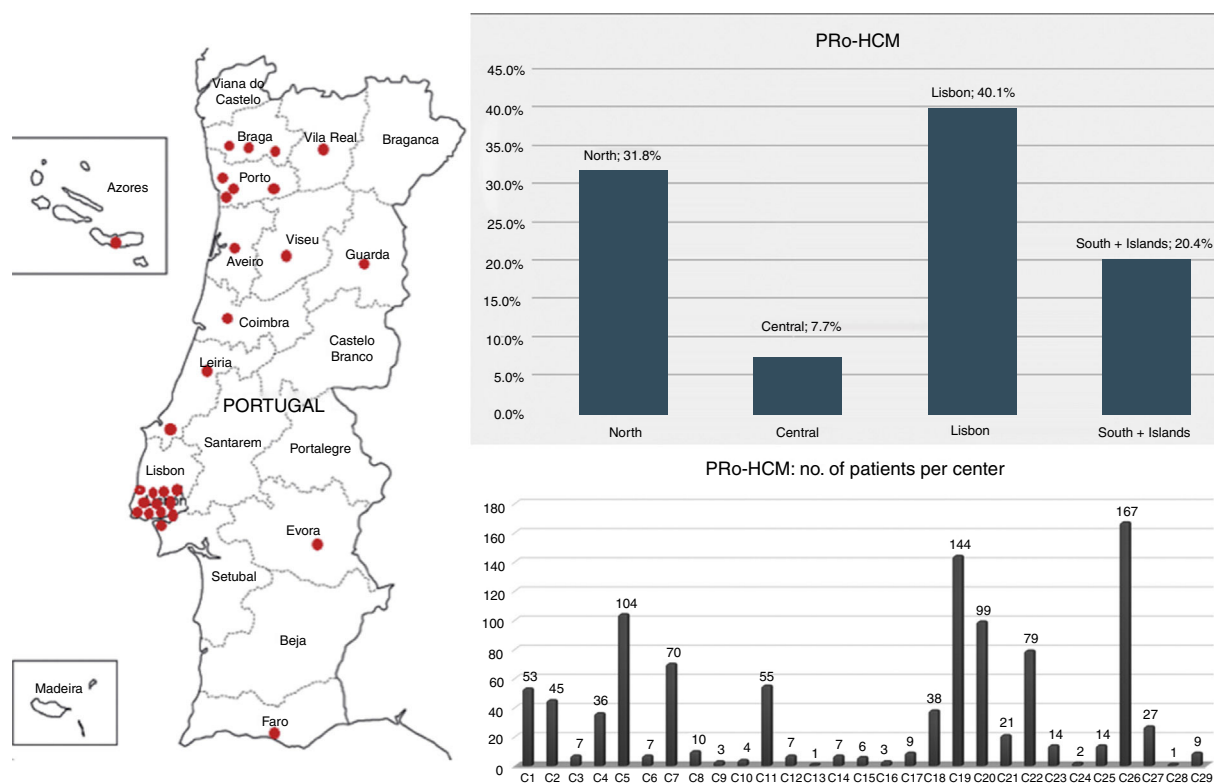 Viana do
Castelo
Braga
Vila Real
Braganca
Azores
Porto
Viseu
Aveiro
Guarda
Coimbra
Castelo
Branco
Leiria
PORTUGAL
Santarem
Portalegre
Lisbon
Evora
Setubal
Beja
Madeira
Faro
PRo-HCM
45.0%
40.0%
35.0%
30.0%
25.0%
20.0%
15.0%
10.0%
5.0%
0.0%
North; 31.8%
Central; 7.7%
Lisbon; 40.1%
South + Islands; 20.4%
North Central Lisbon South + Islands
PRo-HCM: no. of patients per center
180
160
140
120
100
80
60
40
20
0
53 45 7 36 104 7 70 10 3 4 55 7 1 7 6 3 9 38 144 99 21 79 14 2 14 167 27 1 9
C1 C2 C3 C4 C5 C6 C7 C8 C9 C10 C11 C12 C13 C14 C15 C16 C17 C18 C19 C20 C21 C22 C23 C24 C25 C26 C27 C28 C29